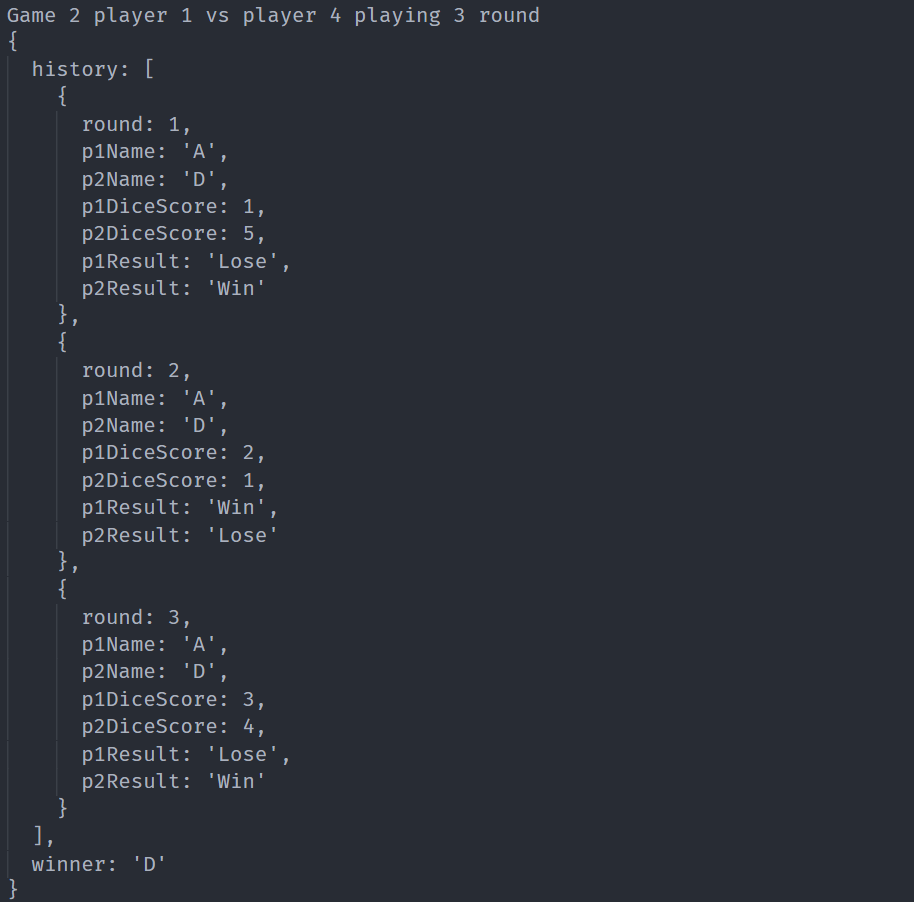 Game 2 player 1 vs player 4 playing 3 round
{
  history: [
    {
      round: 1,
      p1Name: 'A',
      p2Name: 'D',
      p1DiceScore: 1,
      p2DiceScore: 5,
      p1Result: 'Lose',
      p2Result: 'Win'
    },
    {
      round: 2,
      p1Name: 'A',
      p2Name: 'D',
      p1DiceScore: 2,
      p2DiceScore: 1,
      p1Result: 'Win',
      p2Result: 'Lose'
    },
    {
      round: 3,
      p1Name: 'A',
      p2Name: 'D',
      p1DiceScore: 3,
      p2DiceScore: 4,
      p1Result: 'Lose',
      p2Result: 'Win'
    }
  ],
  winner: 'D'
}